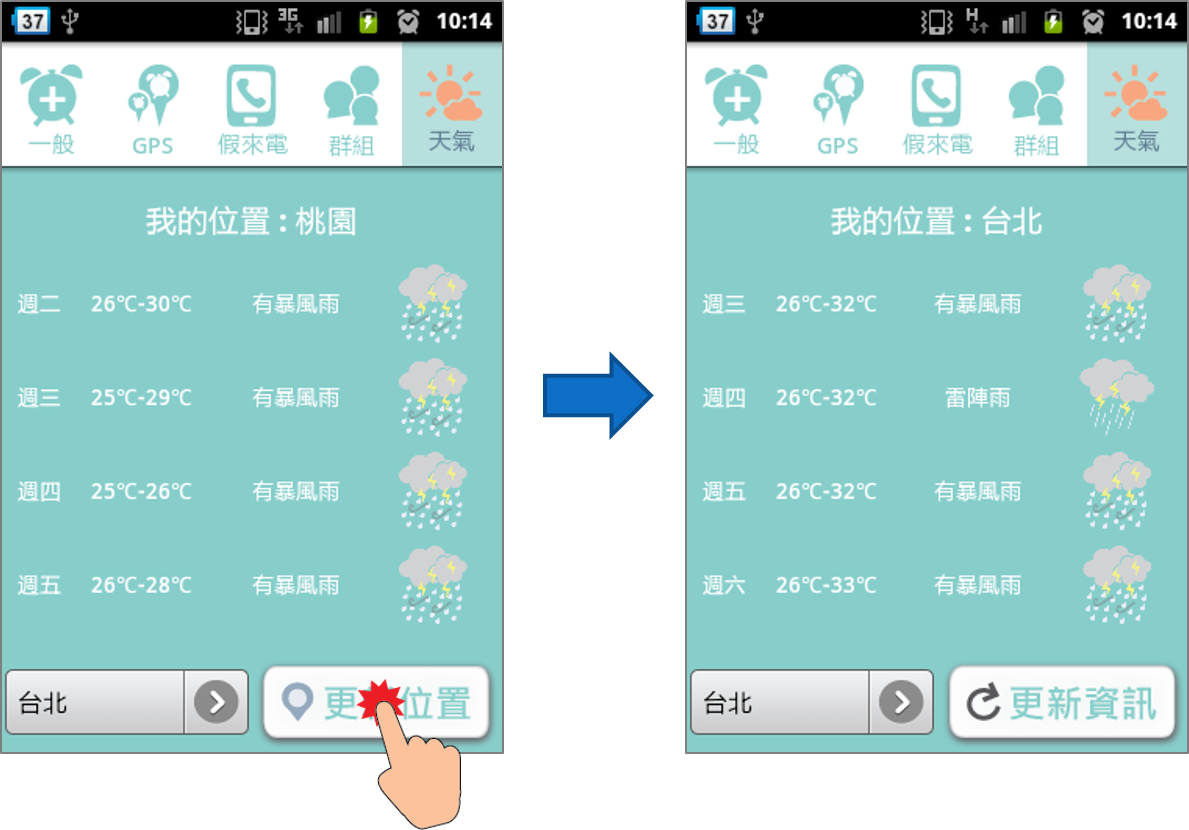 37 3G 10:14
一般 GPS 假來電 群組 天氣
我的位置 : 桃園
週二 26℃-30℃ 有暴風雨
週三 25℃-29℃ 有暴風雨
週四 25℃-26℃ 有暴風雨
週五 26℃-28℃ 有暴風雨
台北 更 位置
37 H 10:14
一般 GPS 假來電 群組 天氣
我的位置 : 台北
週三 26℃-32℃ 有暴風雨
週四 26℃-32℃ 雷陣雨
週五 26℃-32℃ 有暴風雨
週六 26℃-33℃ 有暴風雨
台北 更新資訊